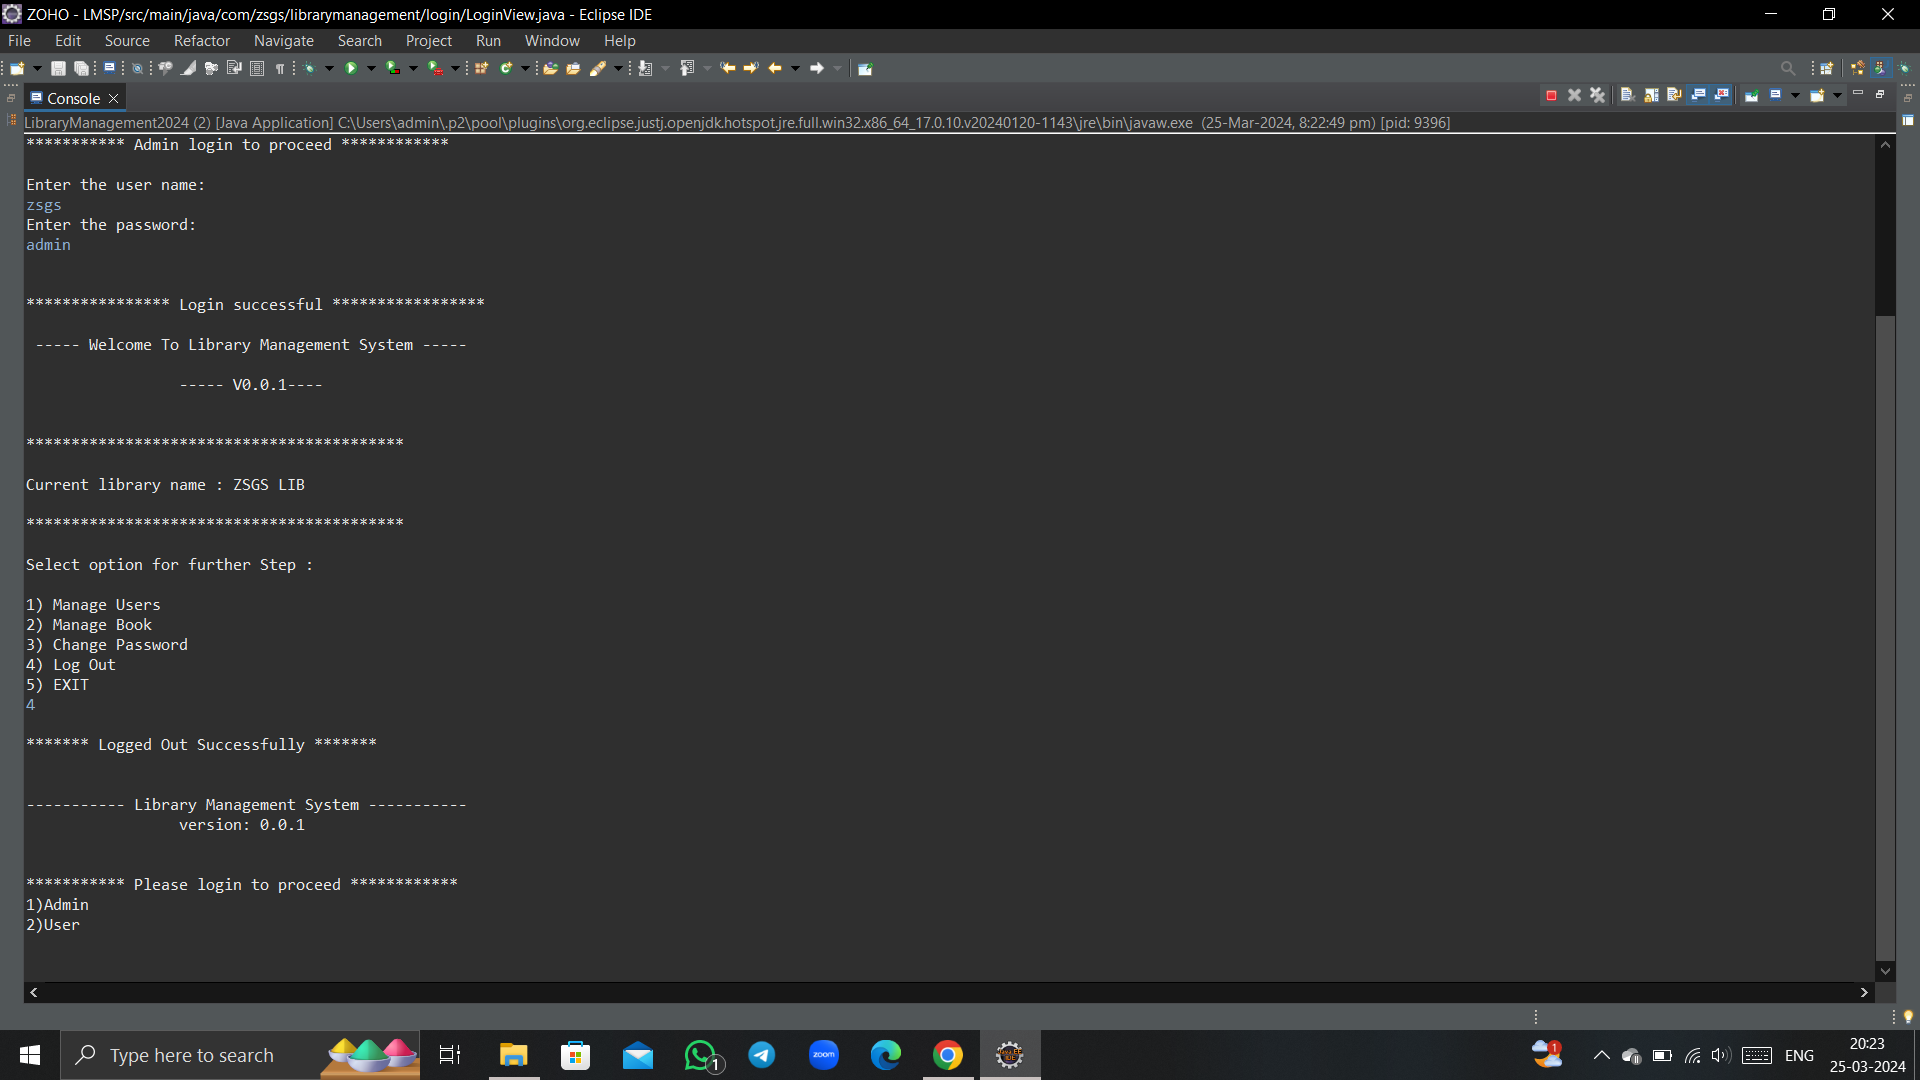 ZOHO - LMSP/src/main/java/com/zsgs/librarymanagement/login/LoginView.java - Eclipse IDE
File Edit Source Refactor Navigate Search Project Run Window Help
Console
LibraryManagement2024 (2) [Java Application] C:\Users\admin\.p2\pool\plugins\org.eclipse.justj.openjdk.hotspot.jre.full.win32.x86_64_17.0.10.v20240120-1143\jre\bin\javaw.exe (25-Mar-2024, 8:22:49 pm) [pid: 9396]
*********** Admin login to proceed ************
Enter the user name:
zsgs
Enter the password:
admin
**************** Login successful *****************
----- Welcome To Library Management System -----
----- V0.0.1----
******************************************
Current library name : ZSGS LIB
******************************************
Select option for further Step :
1) Manage Users
2) Manage Book
3) Change Password
4) Log Out
5) EXIT
4
******* Logged Out Successfully *******
----------- Library Management System -----------
version: 0.0.1
*********** Please login to proceed ************
1)Admin
2)User
Type here to search
zoom
1
1
ENG
20:23
25-03-2024